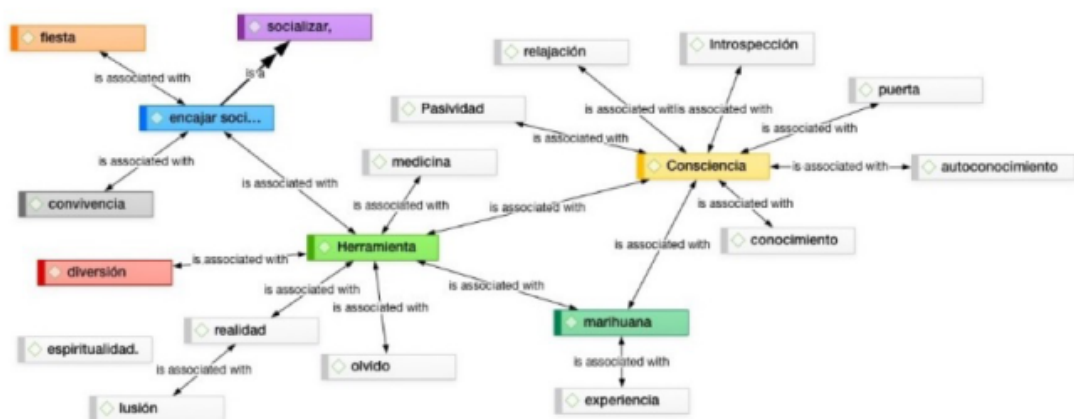 socializar,
fiesta
is associated with
is a
encajar soci...
is associated with
convivencia
is associated with
relajación
Introspección
puerta
is associated with
is associated with
is associated with
Pasividad
is associated with
medicina
is associated with
Consciencia
is associated with
autoconocimiento
is associated with
conocimiento
is associated with
is associated with
Herramienta
diversión
is associated with
is associated with
is associated with
is associated with
realidad
marihuana
espiritualidad.
olvido
is associated with
is associated with
lusión
experiencia